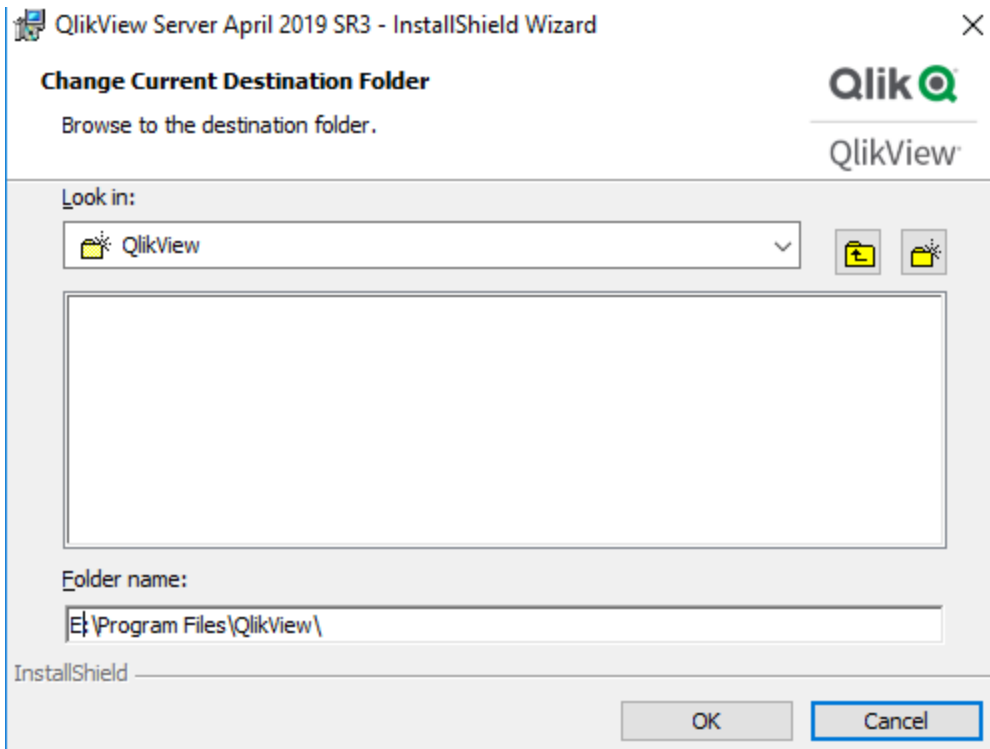 QlikView Server April 2019 SR3 - InstallShield Wizard
Change Current Destination Folder
Browse to the destination folder.
Qlik
QlikView
Look in:
QlikView
Folder name:
E:\Program Files\QlikView\
InstallShield
OK Cancel